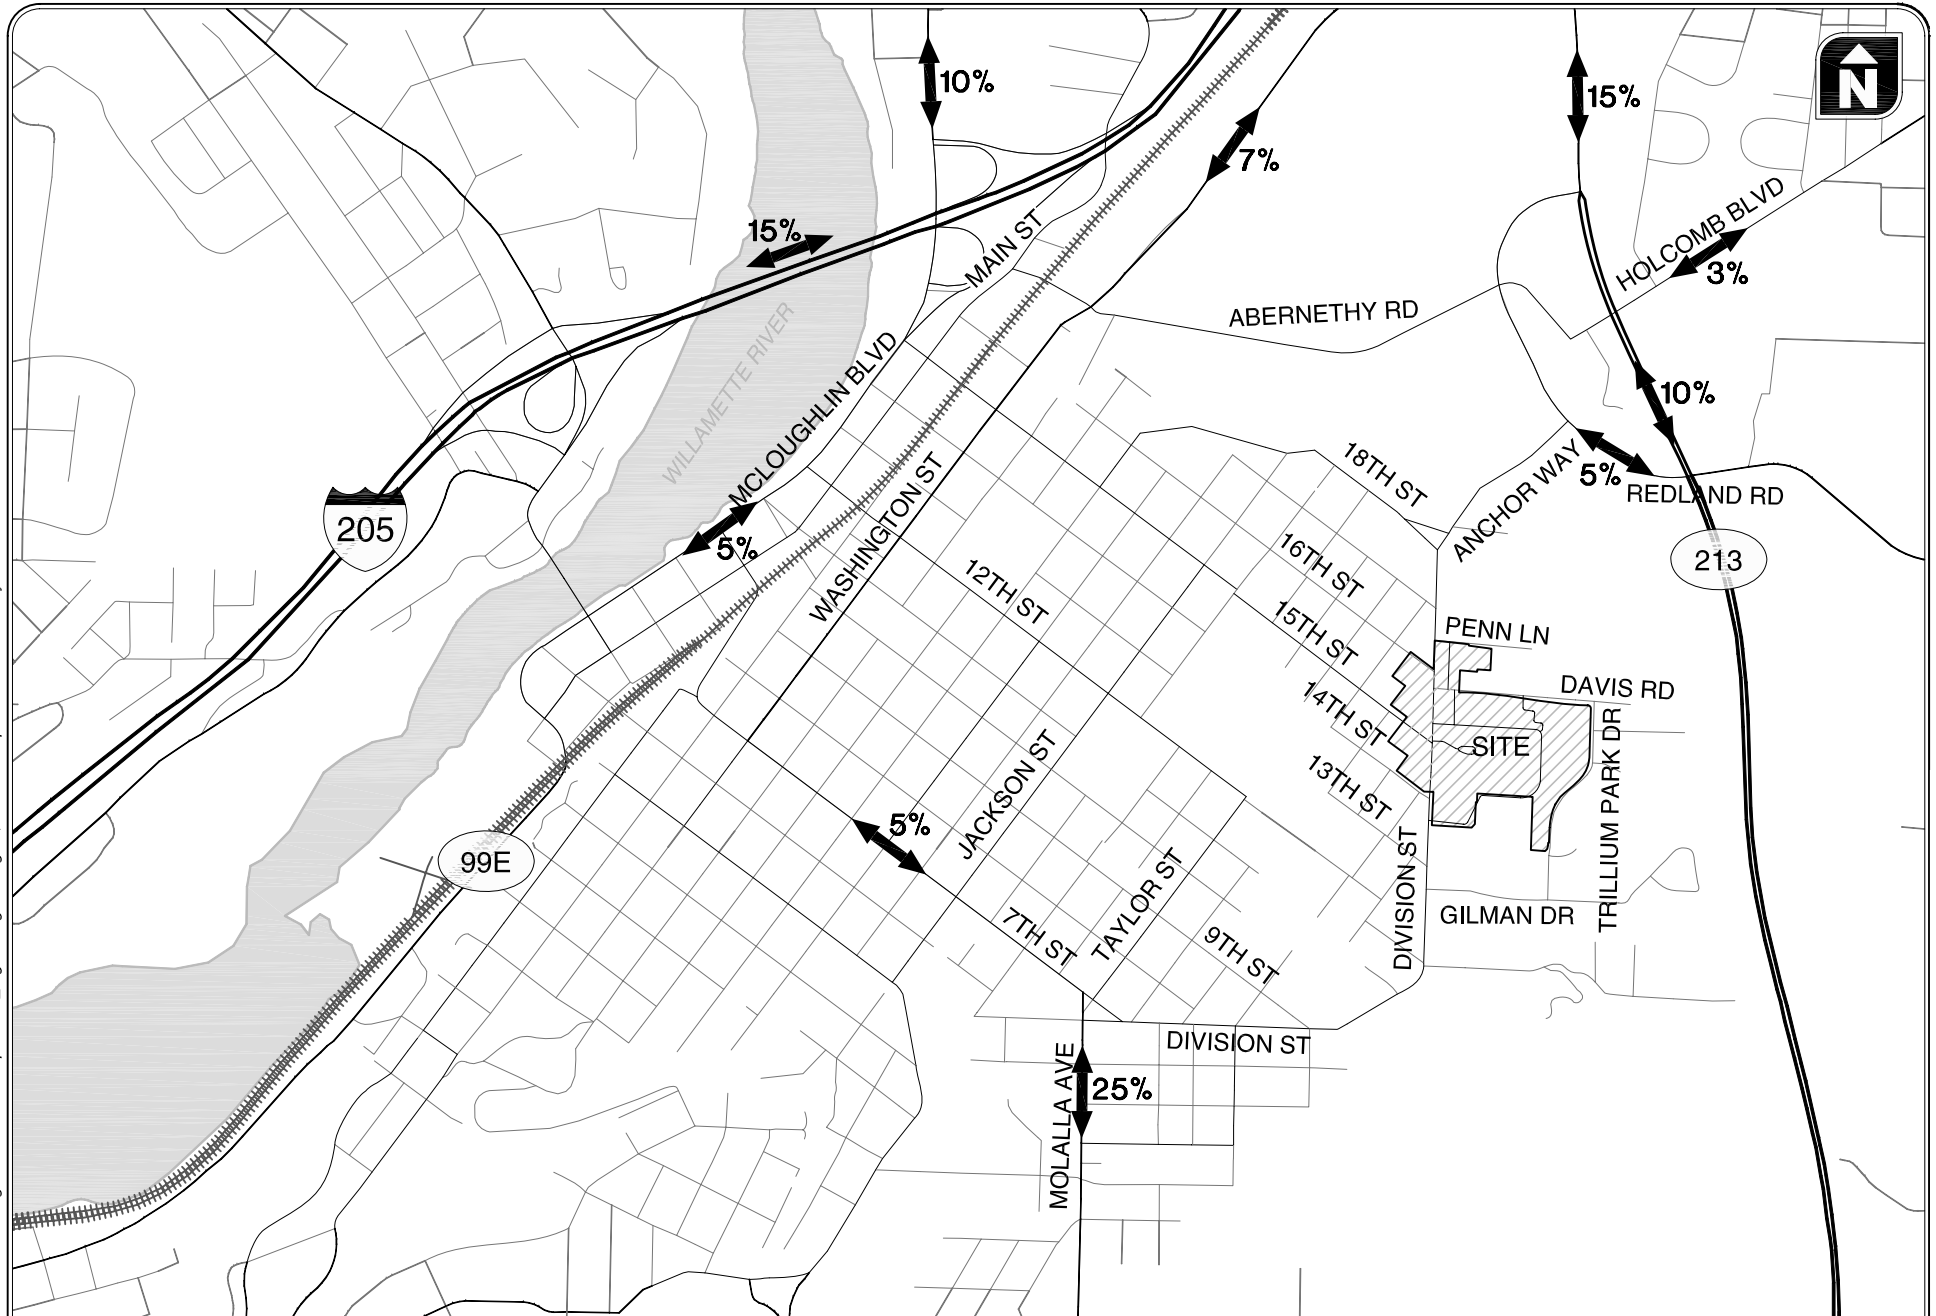 10%
15%
N
7%
15%
MAIN ST
HOLCOMB BLVD
3%
ABERNETHY RD
WILLAMETTE RIVER
MCLOUGHLIN BLVD
10%
18TH ST
ANCHOR WAY
5%
REDLAND RD
205
5%
WASHINGTON ST
213
12TH ST
16TH ST
15TH ST
PENN LN
14TH ST
DAVIS RD
SITE
TRILLIUM PARK DR
13TH ST
JACKSON ST
5%
99E
DIVISION ST
TAYLOR ST
7TH ST
9TH ST
GILMAN DR
DIVISION ST
MOLALLA AVE
25%